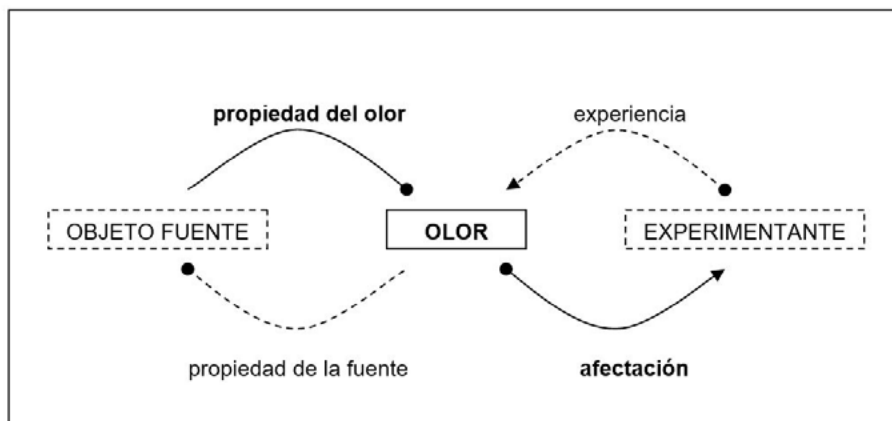 propiedad del olor
experiencia
OBJETO FUENTE
OLOR
EXPERIMENTANTE
propiedad de la fuente
afectación